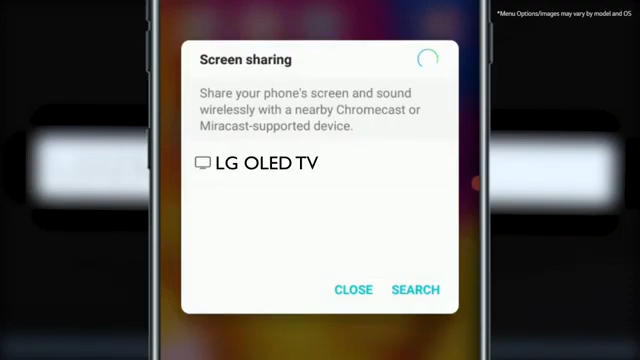 *Menu Options/images may vary by model and OS
Screen sharing
Share your phone's screen and sound
wirelessly with a nearby Chromecast or
Miracast-supported device.
LG OLED TV
CLOSE SEARCH